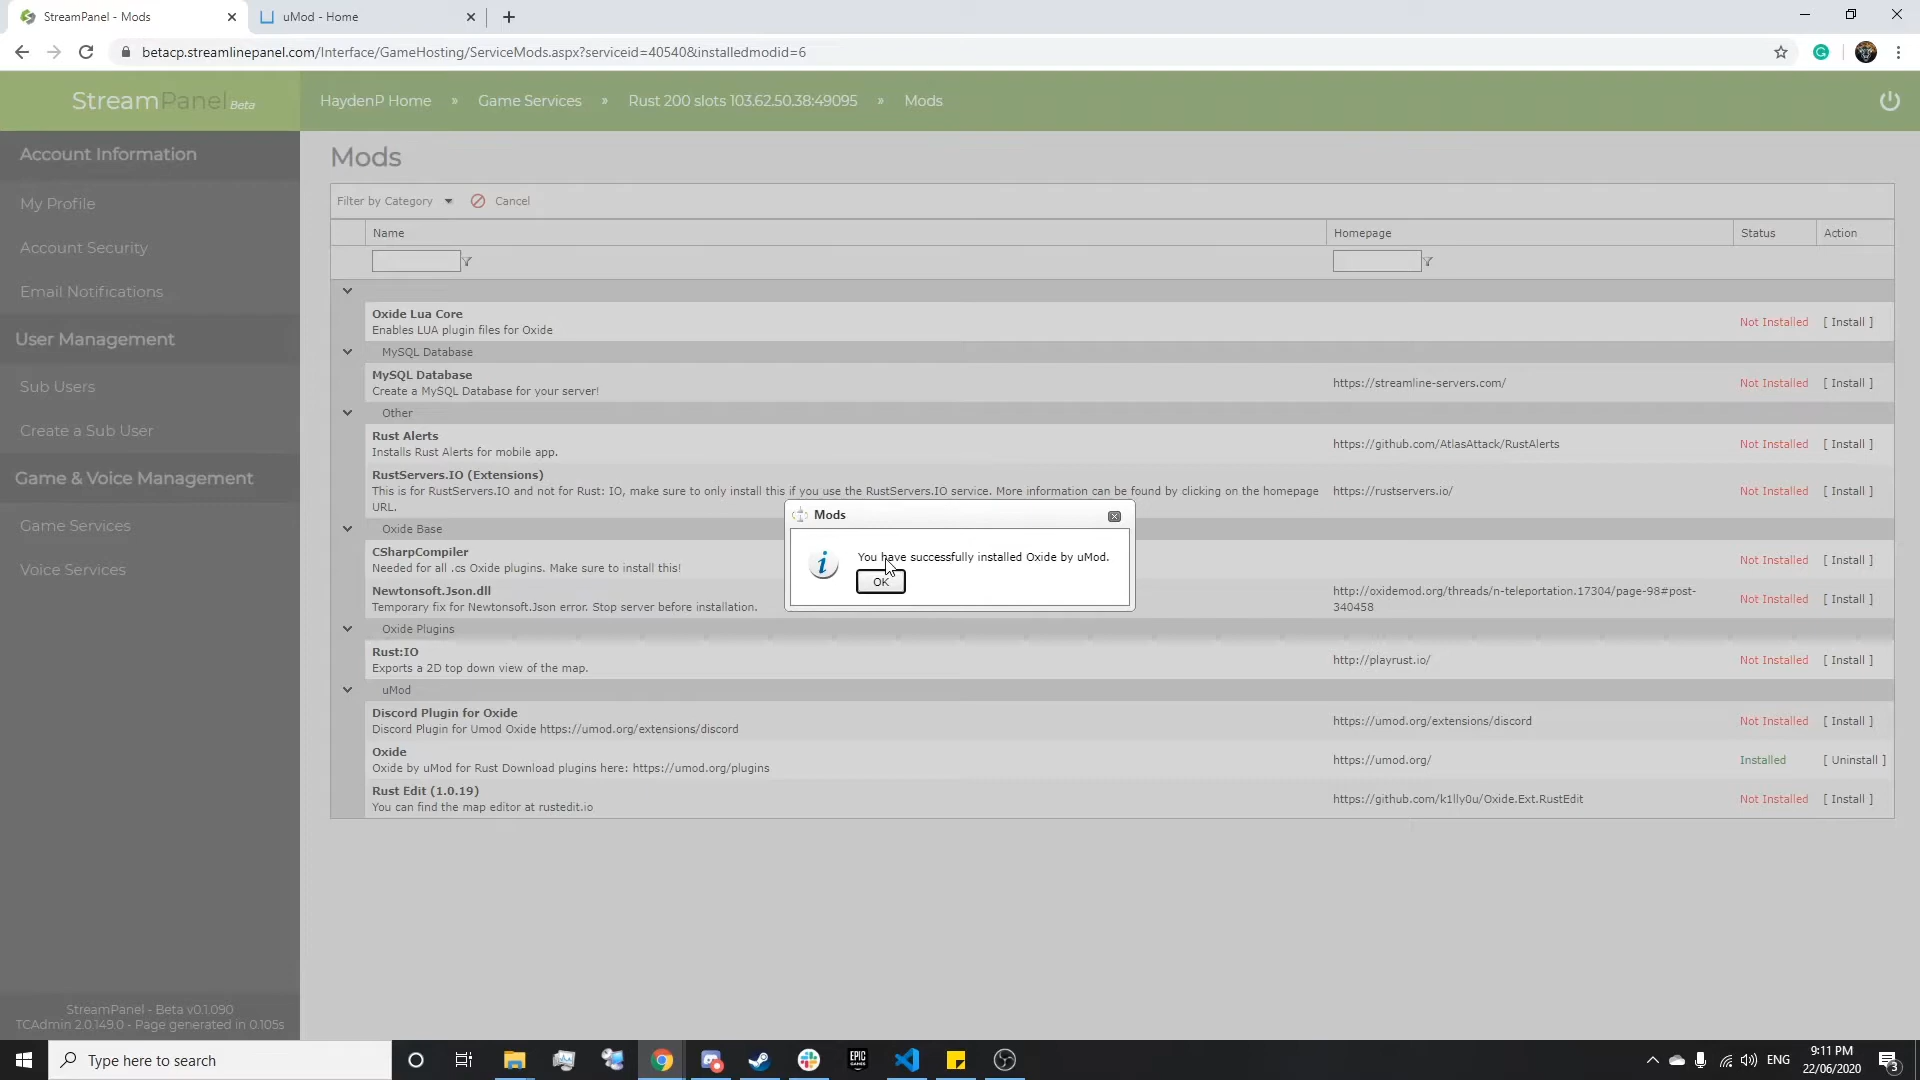 StreamPanel - Mods
uMod - Home
betacp.streamlinepanel.com/Interface/GameHosting/ServiceMods.aspx?serviceid=40540&installedmodid=6
StreamPanel Beta
HaydenP Home » Game Services » Rust 200 slots 103.62.50.38:49095 » Mods
Account Information
My Profile
Account Security
Email Notifications
User Management
Sub Users
Create a Sub User
Game & Voice Management
Game Services
Voice Services
StreamPanel - Beta v0.1.090
TCAdmin 2.0.149.0 - Page generated in 0.105s
Mods
Filter by Category Cancel
Name Homepage Status Action
Oxide Lua Core
Enables LUA plugin files for Oxide
Not Installed [ Install ]
MySQL Database
MySQL Database
Create a MySQL Database for your server!
https://streamline-servers.com/ Not Installed [ Install ]
Other
Rust Alerts
Installs Rust Alerts for mobile app.
https://github.com/AtlasAttack/RustAlerts Not Installed [ Install ]
RustServers.IO (Extensions)
This is for RustServers.IO and not for Rust: IO, make sure to only install this if you use the RustServers.IO service. More information can be found by clicking on the homepage
URL.
https://rustservers.io/ Not Installed [ Install ]
Oxide Base
CSharpCompiler
Needed for all .cs Oxide plugins. Make sure to install this!
Not Installed [ Install ]
Newtonsoft.Json.dll
Temporary fix for Newtonsoft.Json error. Stop server before installation.
http://oxidemod.org/threads/n-teleportation.17304/page-98#post-
340458
Not Installed [ Install ]
Oxide Plugins
Rust:IO
Exports a 2D top down view of the map.
http://playrust.io/ Not Installed [ Install ]
uMod
Discord Plugin for Oxide
Discord Plugin for Umod Oxide https://umod.org/extensions/discord
https://umod.org/extensions/discord Not Installed [ Install ]
Oxide
Oxide by uMod for Rust Download plugins here: https://umod.org/plugins
https://umod.org/ Installed [ Uninstall ]
Rust Edit (1.0.19)
You can find the map editor at rustedit.io
https://github.com/k1lly0u/Oxide.Ext.RustEdit Not Installed [ Install ]
Mods
You have successfully installed Oxide by uMod.
OK
Type here to search
EPIC
GAMES
ENG
9:11 PM
22/06/2020
3